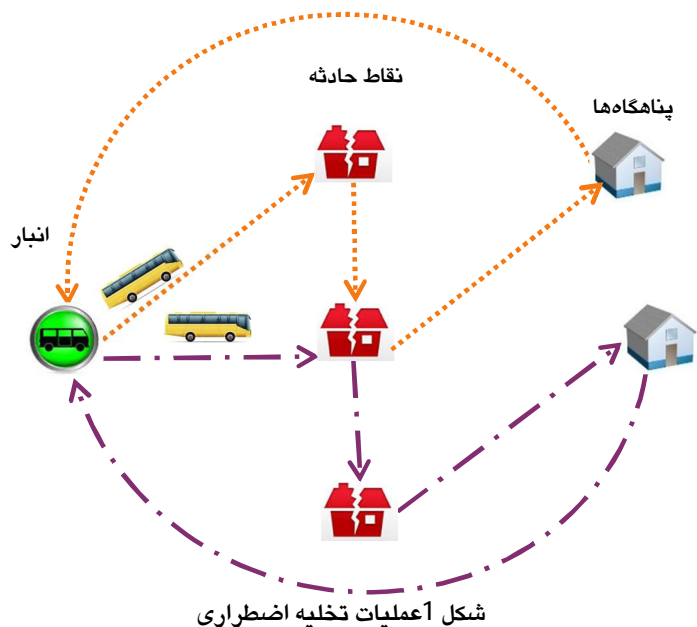 نقاط حادثه
پناهگاه‌ها
انبار
شکل 1عملیات تخلیه اضطراری